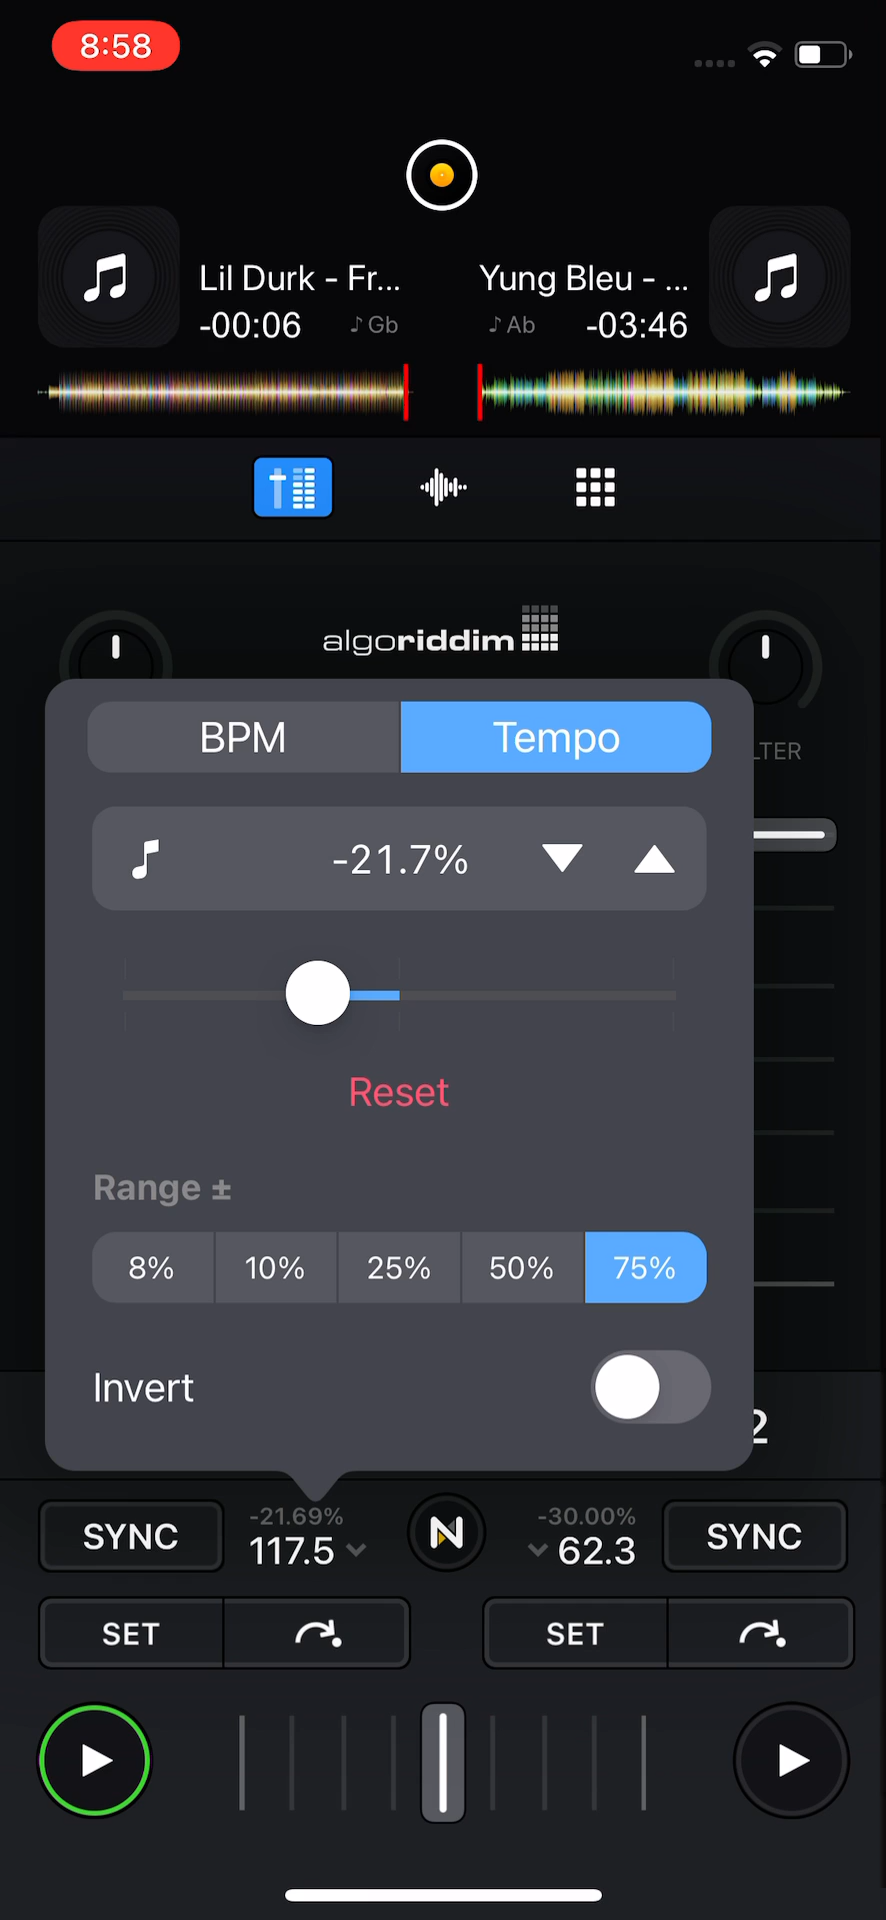 8:58
Lil Durk - Fr... Yung Bleu - ...
-00:06 Gb Ab -03:46
algoriddim
BPM Tempo
LTER
-21.7%
Reset
Range ±
8% 10% 25% 50% 75%
Invert
2
SYNC -21.69% -30.00% SYNC
117.5 N 62.3
SET SET